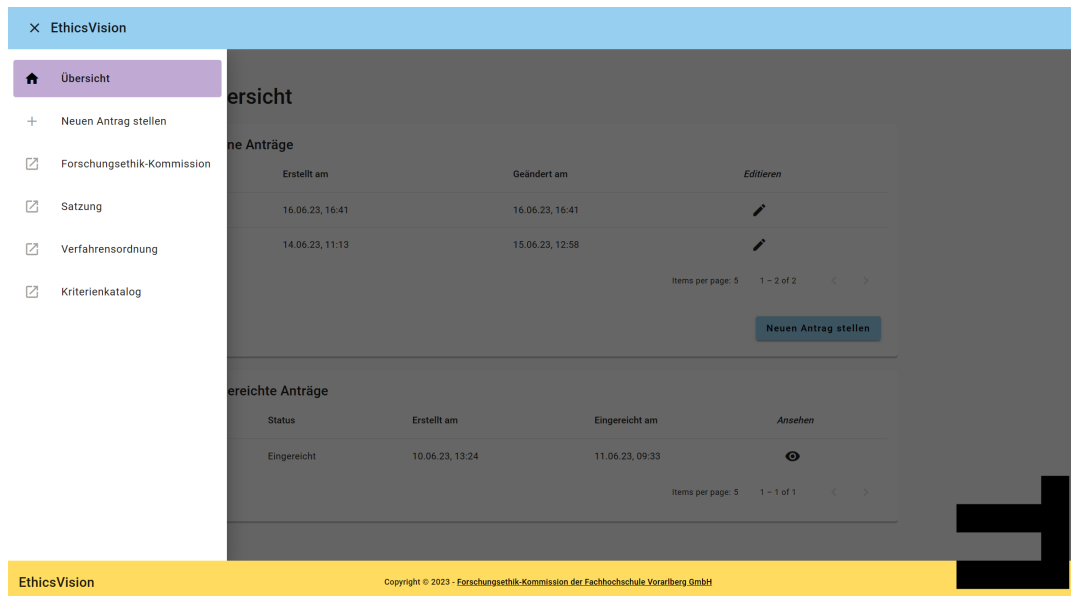 EthicsVision
Übersicht
Neuen Antrag stellen
Forschungsethik-Kommission
Satzung
Verfahrensordnung
Kriterienkatalog
ersicht
ne Anträge
Erstellt am Geändert am Editieren
16.06.23, 16:41 16.06.23, 16:41
14.06.23, 11:13 15.06.23, 12:58
Items per page: 5 1 – 2 of 2
Neuen Antrag stellen
ereichte Anträge
Status Erstellt am Eingereicht am Ansehen
Eingereicht 10.06.23, 13:24 11.06.23, 09:33
Items per page: 5 1 – 1 of 1
EthicsVision Copyright © 2023 - Forschungsethik-Kommission der Fachhochschule Vorarlberg GmbH